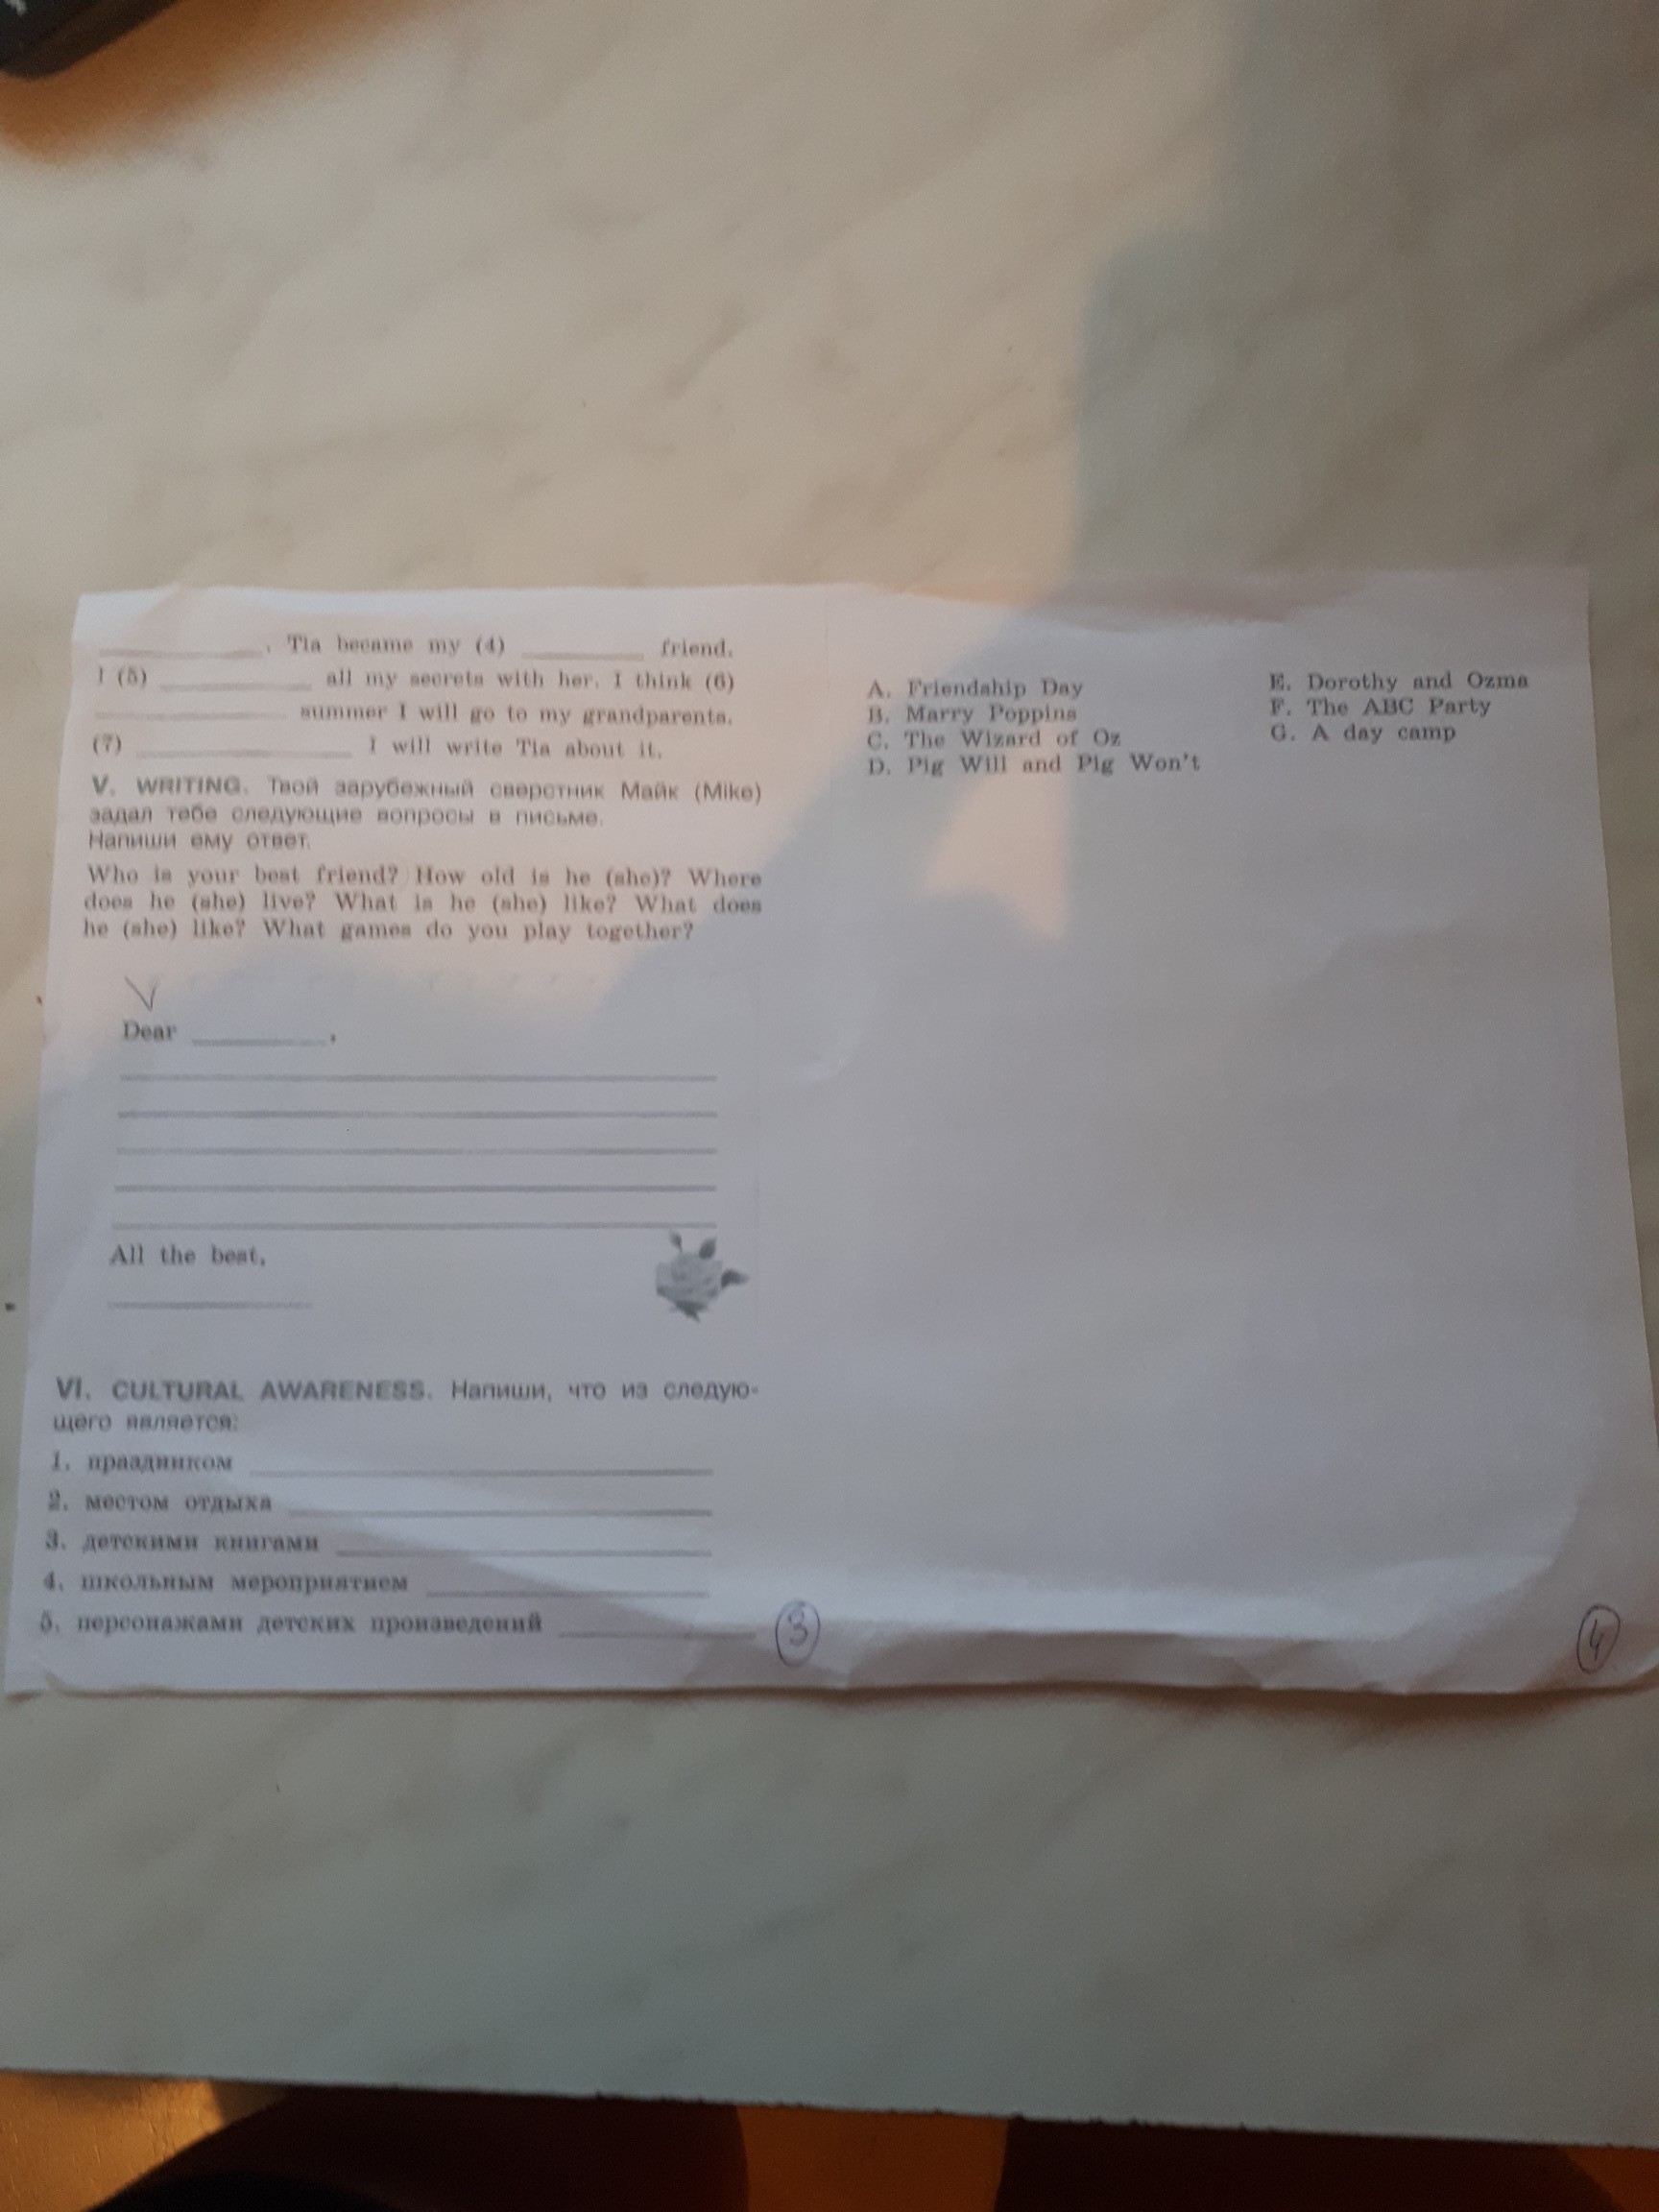 . Tia became my (4) friend.
I (5) all my secrets with her. I think (6)
summer I will go to my grandparents.
(7) I will write Tia about it.
V. WRITING. Твой зарубежный сверстник Майк (Mike)
задал тебе следующие вопросы в письме.
Напиши ему ответ.
Who is your best friend? How old is he (she)? Where
does he (she) live? What is he (she) like? What does
he (she) like? What games do you play together?
V
Dear ,
All the best,
VI. CULTURAL AWARENESS. Напиши, что из следую-
щего является:
1. праздником
2. местом отдыха
3. детскими книгами
4. школьным мероприятием
5. персонажами детских произведений
3
A. Friendship Day
B. Marry Poppins
C. The Wizard of Oz
D. Pig Will and Pig Won't
E. Dorothy and Ozma
F. The ABC Party
G. A day camp
4